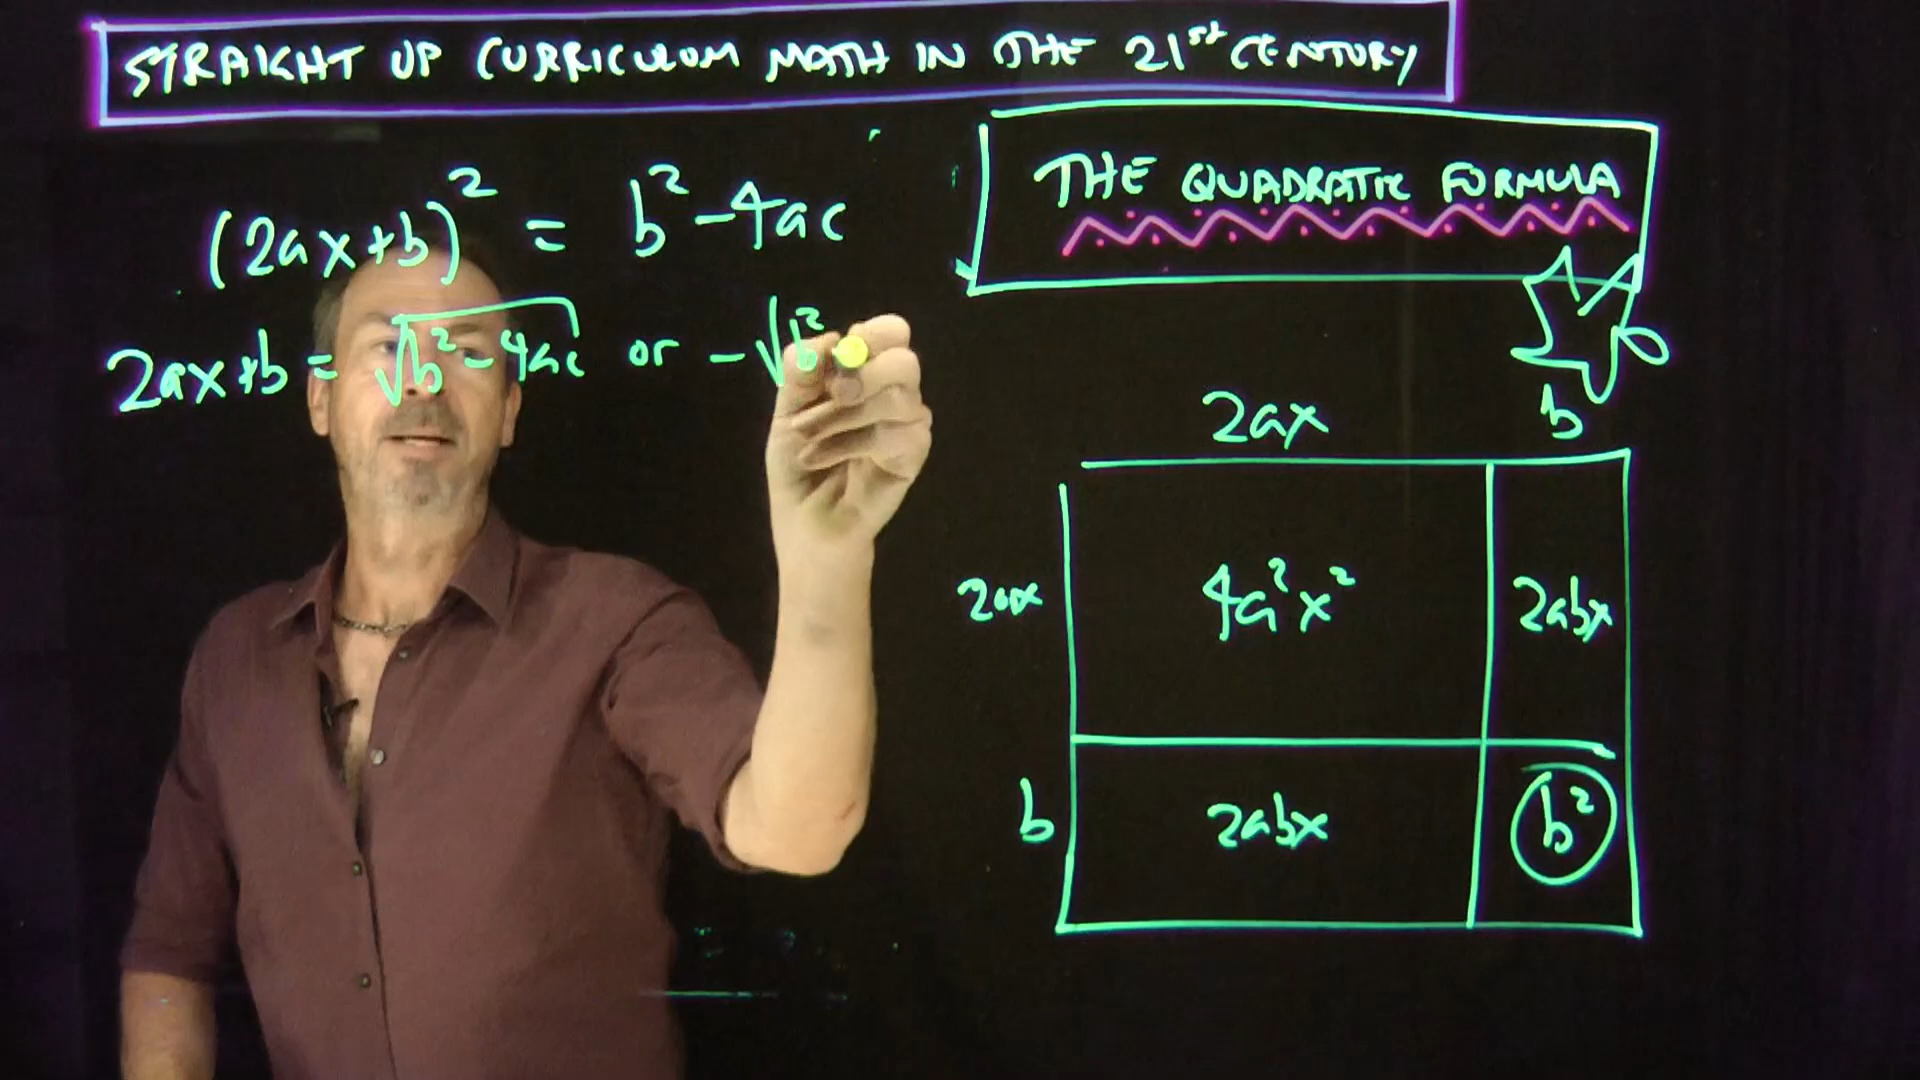 STRAIGHT UP CURRICULUM MATH IN THE 21st CENTURY
THE QUADRATIC FORMULA
(2ax+b)² = b²-4ac
2ax+b = √b²-4ac or -√b²
2ax b
2ax 4a²x² 2abx
b 2abx b²